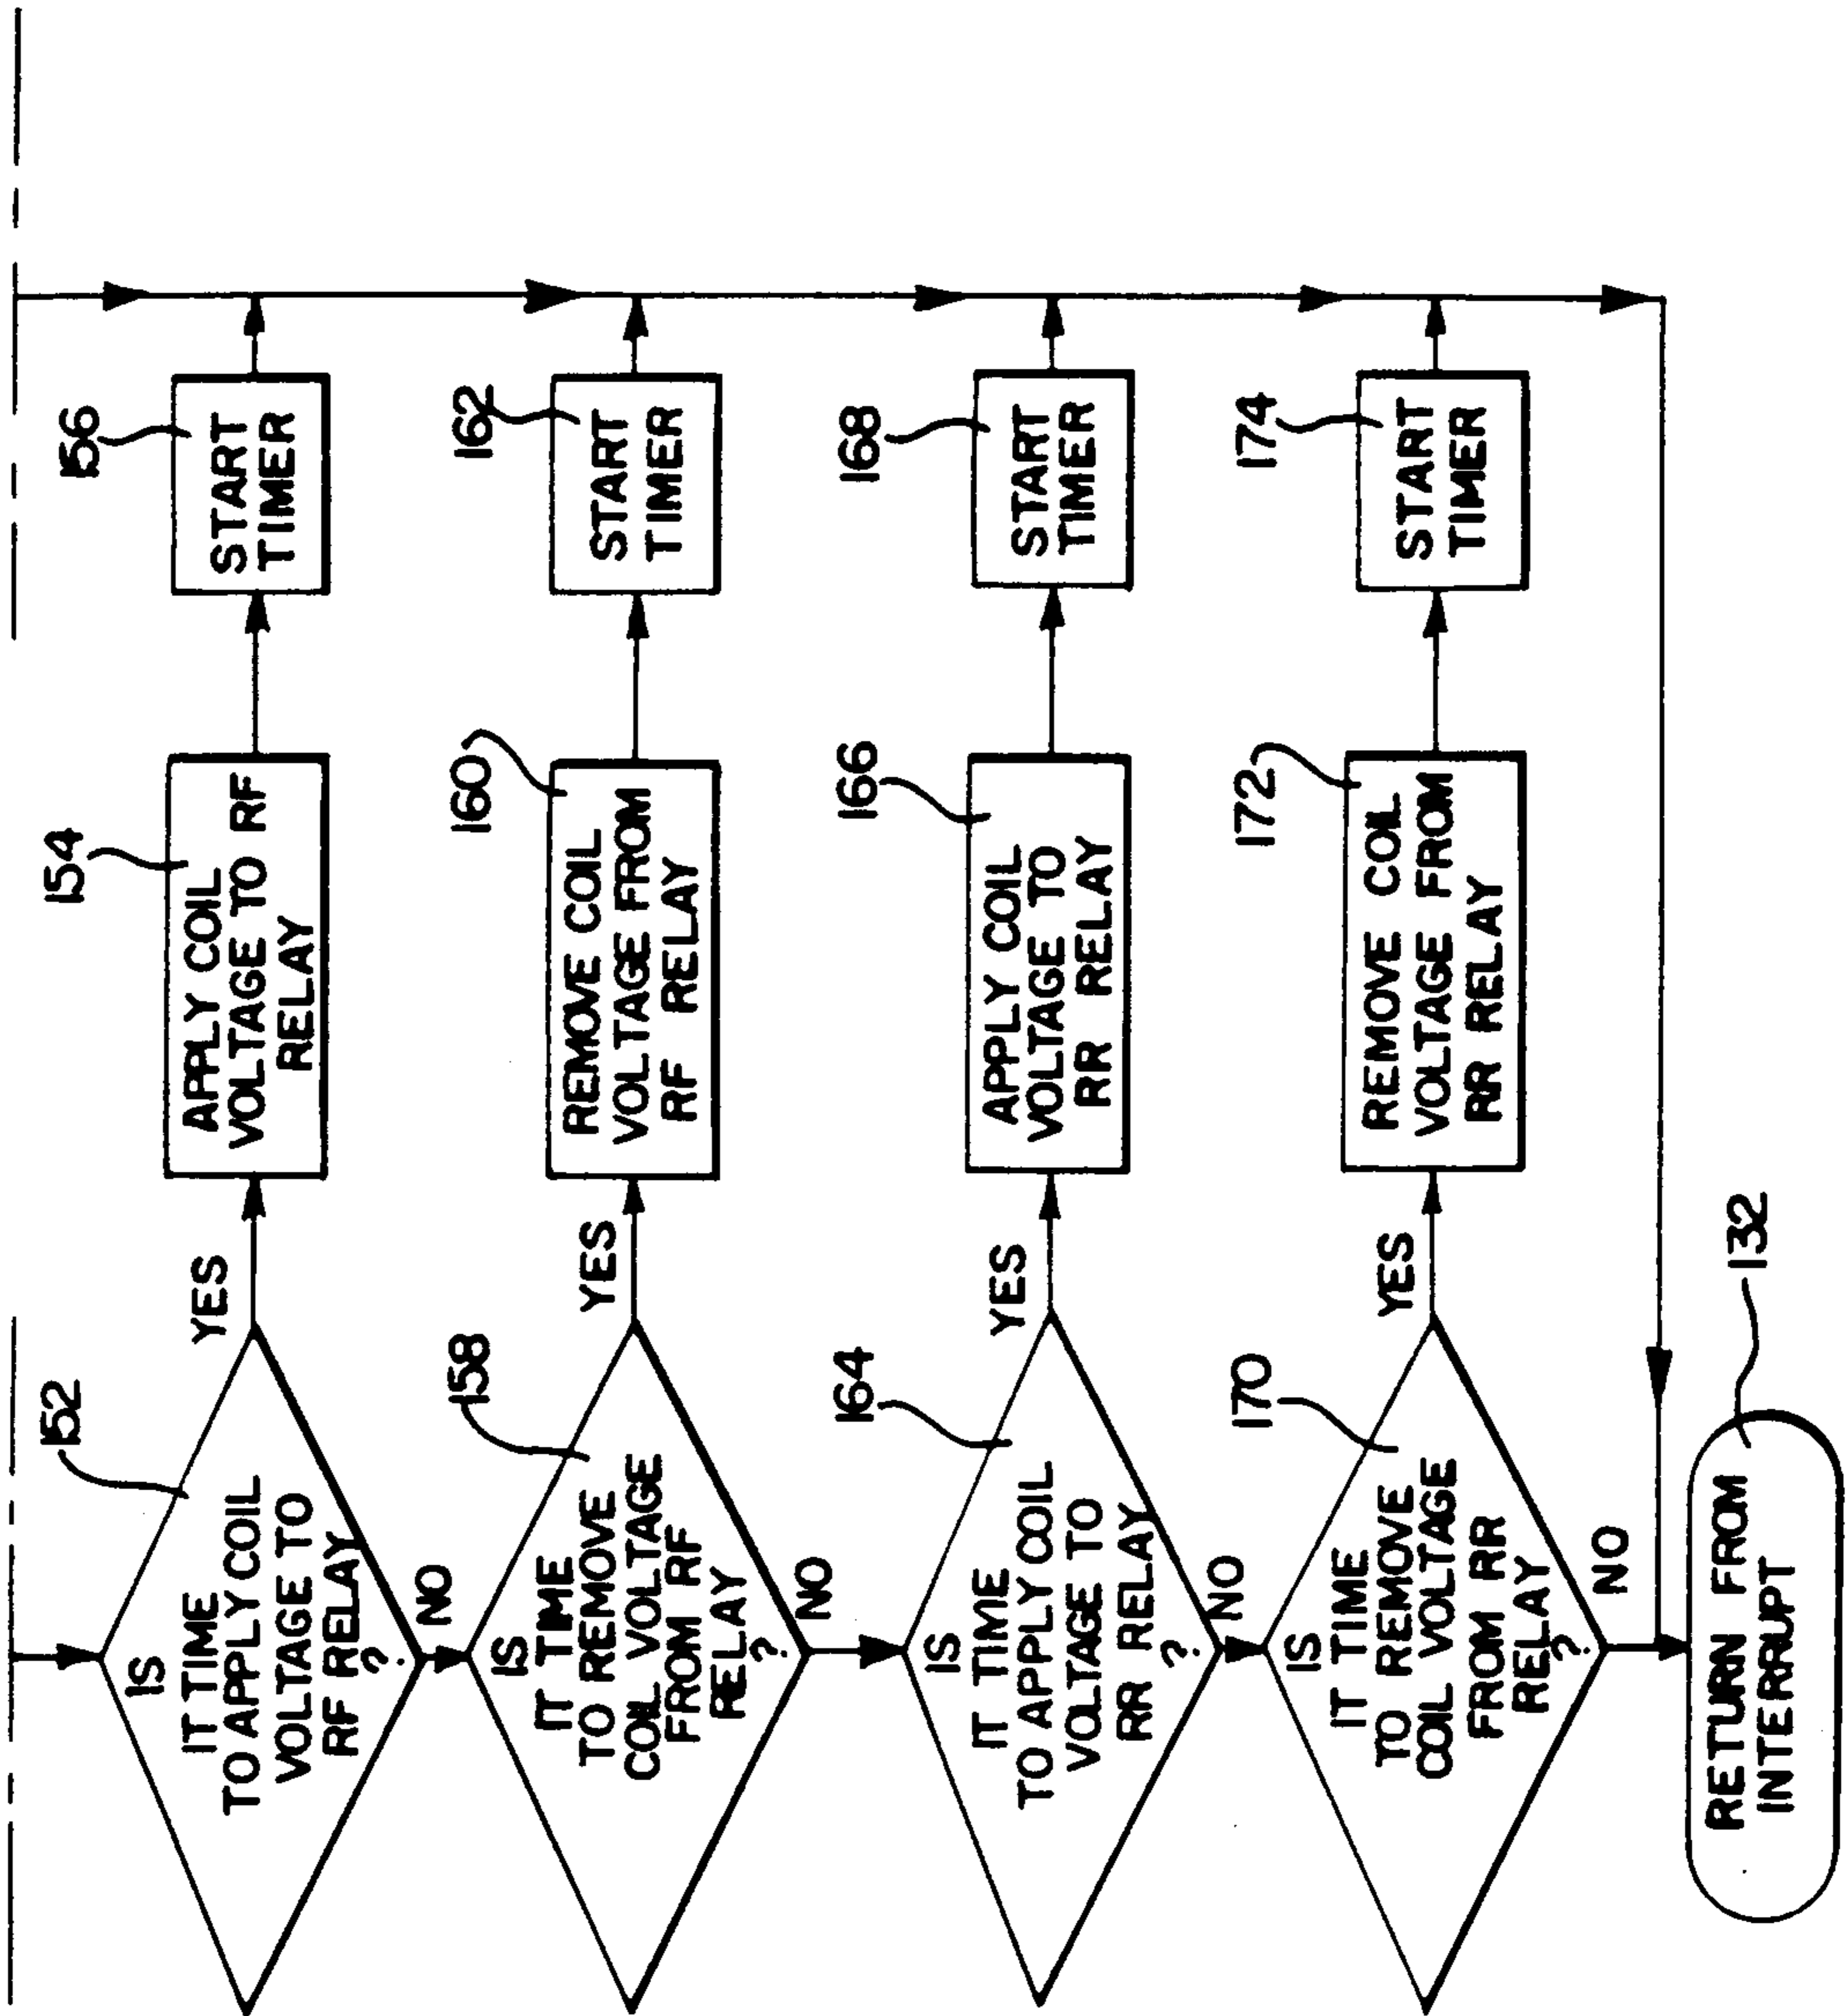 152
IS
IT TIME
TO APPLY COIL
VOLTAGE TO
RF RELAY
?
YES
NO
154
APPLY COIL
VOLTAGE TO RF
RELAY
156
START
TIMER
158
IS
IT TIME
TO REMOVE
COIL VOLTAGE
FROM RF
RELAY
?
YES
NO
160
REMOVE COIL
VOLTAGE FROM
RF RELAY
162
START
TIMER
164
IS
IT TIME
TO APPLY COIL
VOLTAGE TO
RR RELAY
?
YES
NO
166
APPLY COIL
VOLTAGE TO
RR RELAY
168
START
TIMER
170
IS
IT TIME
TO REMOVE
COIL VOLTAGE
FROM RR
RELAY
?
YES
NO
172
REMOVE COIL
VOLTAGE FROM
RR RELAY
174
START
TIMER
132
RETURN FROM
INTERRUPT